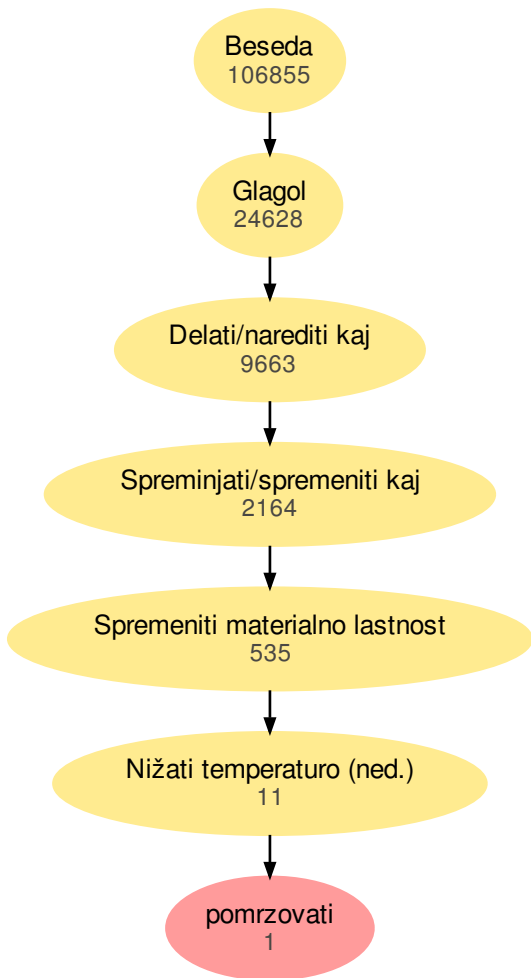 Beseda
106855
Glagol
24628
Delati/narediti kaj
9663
Spreminjati/spremeniti kaj
2164
Spremeniti materialno lastnost
535
Nižati temperaturo (ned.)
11
pomrzovati
1